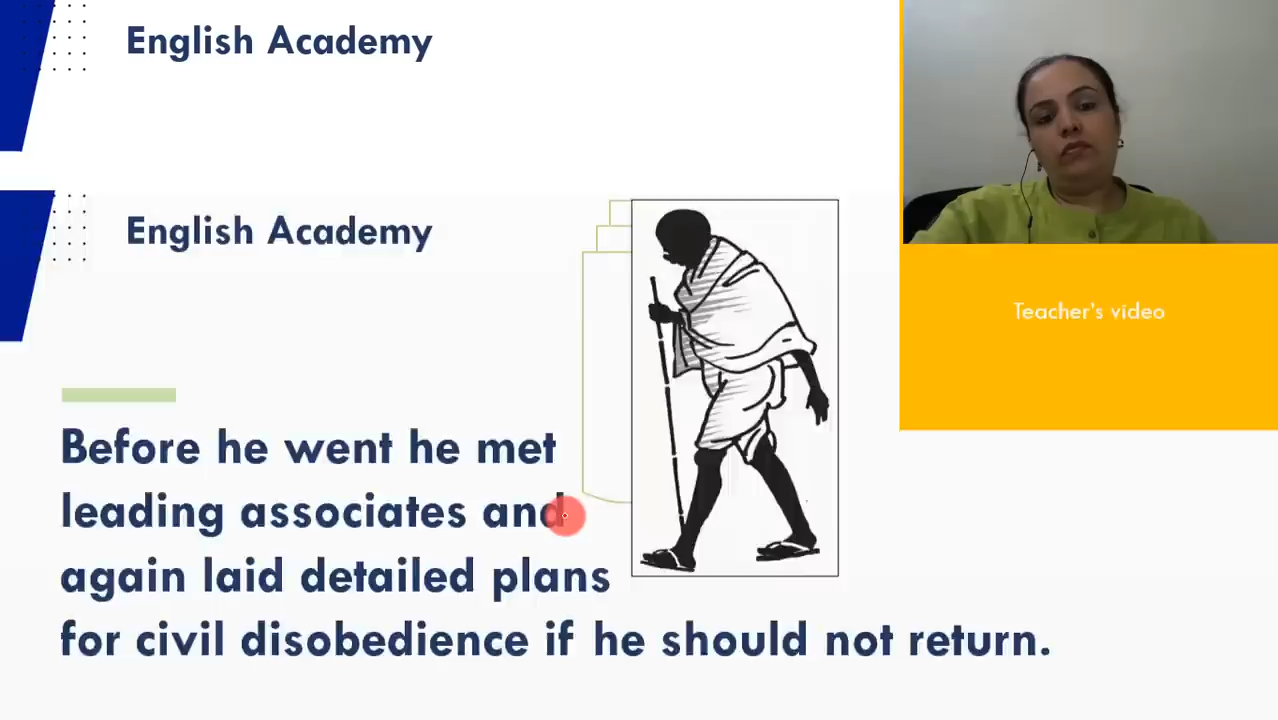 English Academy
English Academy
Teacher's video
Before he went he met
leading associates and
again laid detailed plans
for civil disobedience if he should not return.